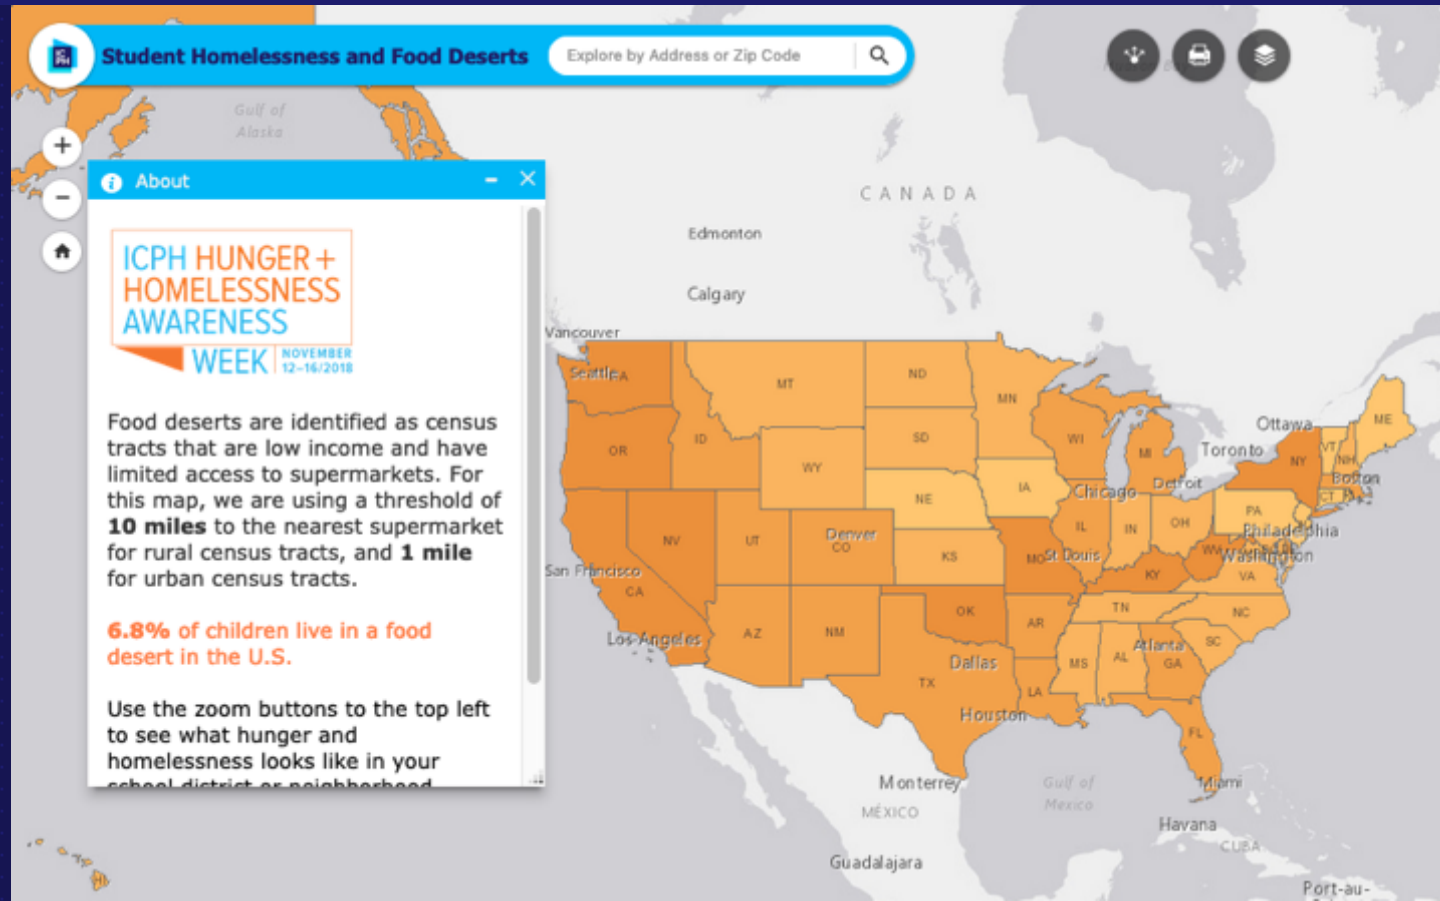 Student Homelessness and Food Deserts
Explore by Address or Zip Code
IC
PH
Gulf of
Alaska
+
−
About
ICPH HUNGER +
HOMELESSNESS
AWARENESS
WEEK
NOVEMBER
12–16/2018
Food deserts are identified as census
tracts that are low income and have
limited access to supermarkets. For
this map, we are using a threshold of
10 miles to the nearest supermarket
for rural census tracts, and 1 mile
for urban census tracts.
6.8% of children live in a food
desert in the U.S.
Use the zoom buttons to the top left
to see what hunger and
homelessness looks like in your
school district or neighborhood
CANADA
Edmonton
Calgary
Vancouver
Seattle
MT
ND
MN
OR
ID
SD
WI
MI
WY
NE
IA
Chicago
Detroit
Toronto
Ottawa
ME
VT
NH
NY
Boston
CT
PA
Philadelphia
NV
UT
Denver
CO
KS
MO
St Louis
IL
IN
OH
WV
Washington
San Francisco
CA
KY
VA
Los Angeles
AZ
NM
OK
AR
TN
NC
Dallas
MS
AL
Atlanta
GA
SC
TX
LA
Houston
FL
Monterrey
Gulf of
Mexico
Miami
MÉXICO
Havana
CUBA
Guadalajara
Port-au-
HI